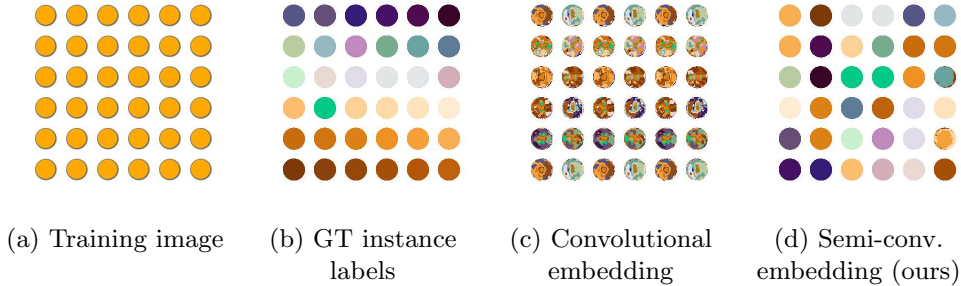 (a) Training image
(b) GT instance
labels
(c) Convolutional
embedding
(d) Semi-conv.
embedding (ours)